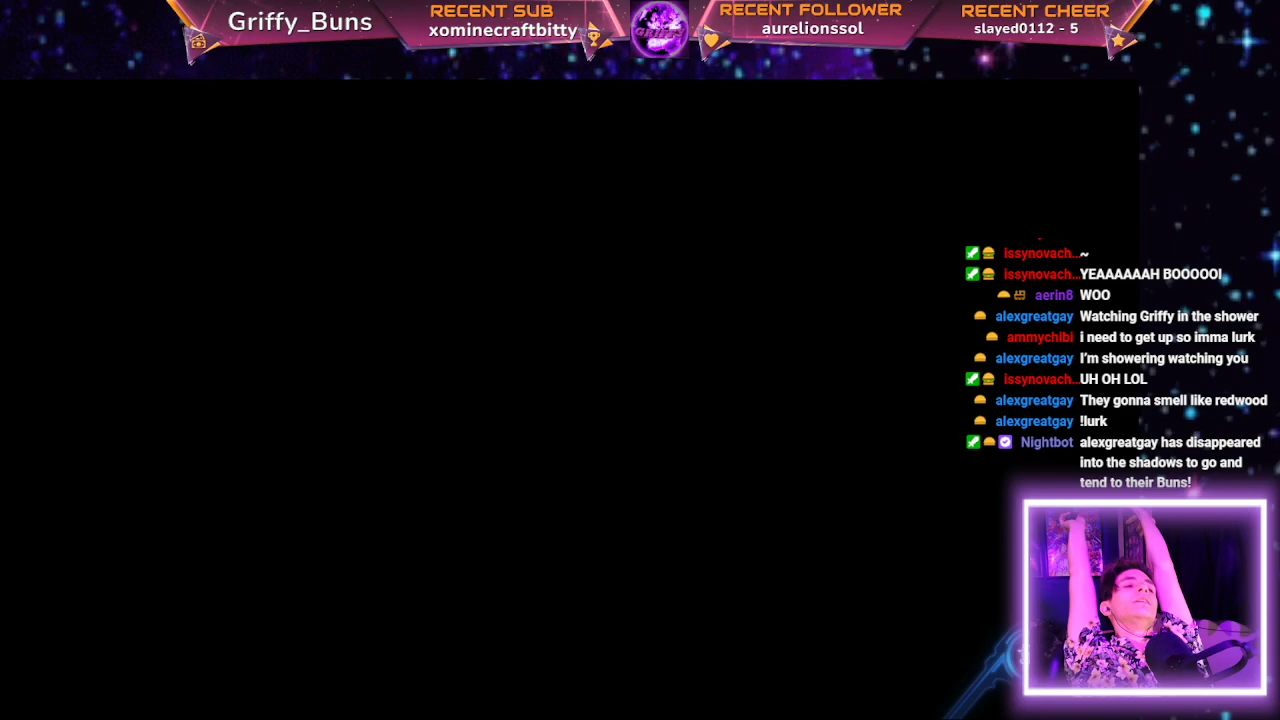 Griffy_Buns
RECENT SUB
xominecraftbitty
GRIFFY
RECENT FOLLOWER
aurelionssol
RECENT CHEER
slayed0112 - 5
issynovach... ~
issynovach... YEAAAAAAH BOOOOOI
aerin8 WOO
alexgreatgay Watching Griffy in the shower
ammychibi i need to get up so imma lurk
alexgreatgay I’m showering watching you
issynovach... UH OH LOL
alexgreatgay They gonna smell like redwood
alexgreatgay !lurk
Nightbot alexgreatgay has disappeared
into the shadows to go and
tend to their Buns!